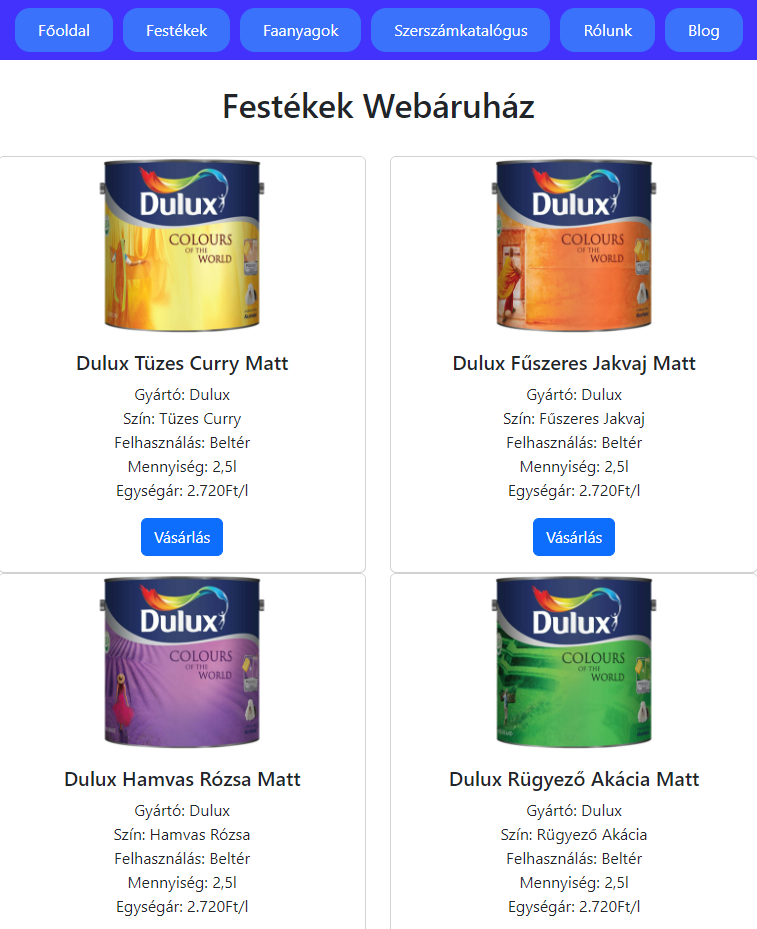 Főoldal Festékek Faanyagok Szerszámkatalógus Rólunk Blog
Festékek Webáruház
Dulux
COLOURS
OF THE
WORLD
Dulux Tüzes Curry Matt
Gyártó: Dulux
Szín: Tüzes Curry
Felhasználás: Beltér
Mennyiség: 2,5l
Egységár: 2.720Ft/l
Vásárlás
Dulux
COLOURS
OF THE
WORLD
Dulux Fűszeres Jakvaj Matt
Gyártó: Dulux
Szín: Fűszeres Jakvaj
Felhasználás: Beltér
Mennyiség: 2,5l
Egységár: 2.720Ft/l
Vásárlás
Dulux
COLOURS
OF THE
WORLD
Dulux Hamvas Rózsa Matt
Gyártó: Dulux
Szín: Hamvas Rózsa
Felhasználás: Beltér
Mennyiség: 2,5l
Egységár: 2.720Ft/l
Dulux
COLOURS
OF THE
WORLD
Dulux Rügyező Akácia Matt
Gyártó: Dulux
Szín: Rügyező Akácia
Felhasználás: Beltér
Mennyiség: 2,5l
Egységár: 2.720Ft/l